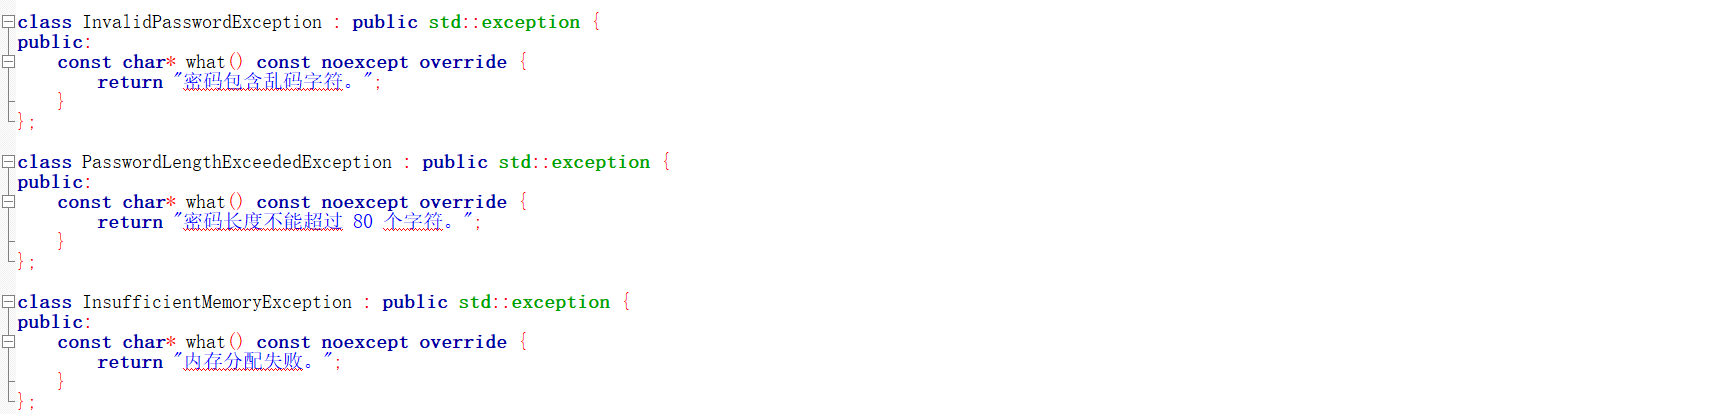 class InvalidPasswordException : public std::exception {
public:
    const char* what() const noexcept override {
        return "密码包含乱码字符。";
    }
};

class PasswordLengthExceededException : public std::exception {
public:
    const char* what() const noexcept override {
        return "密码长度不能超过 80 个字符。";
    }
};

class InsufficientMemoryException : public std::exception {
public:
    const char* what() const noexcept override {
        return "内存分配失败。";
    }
};